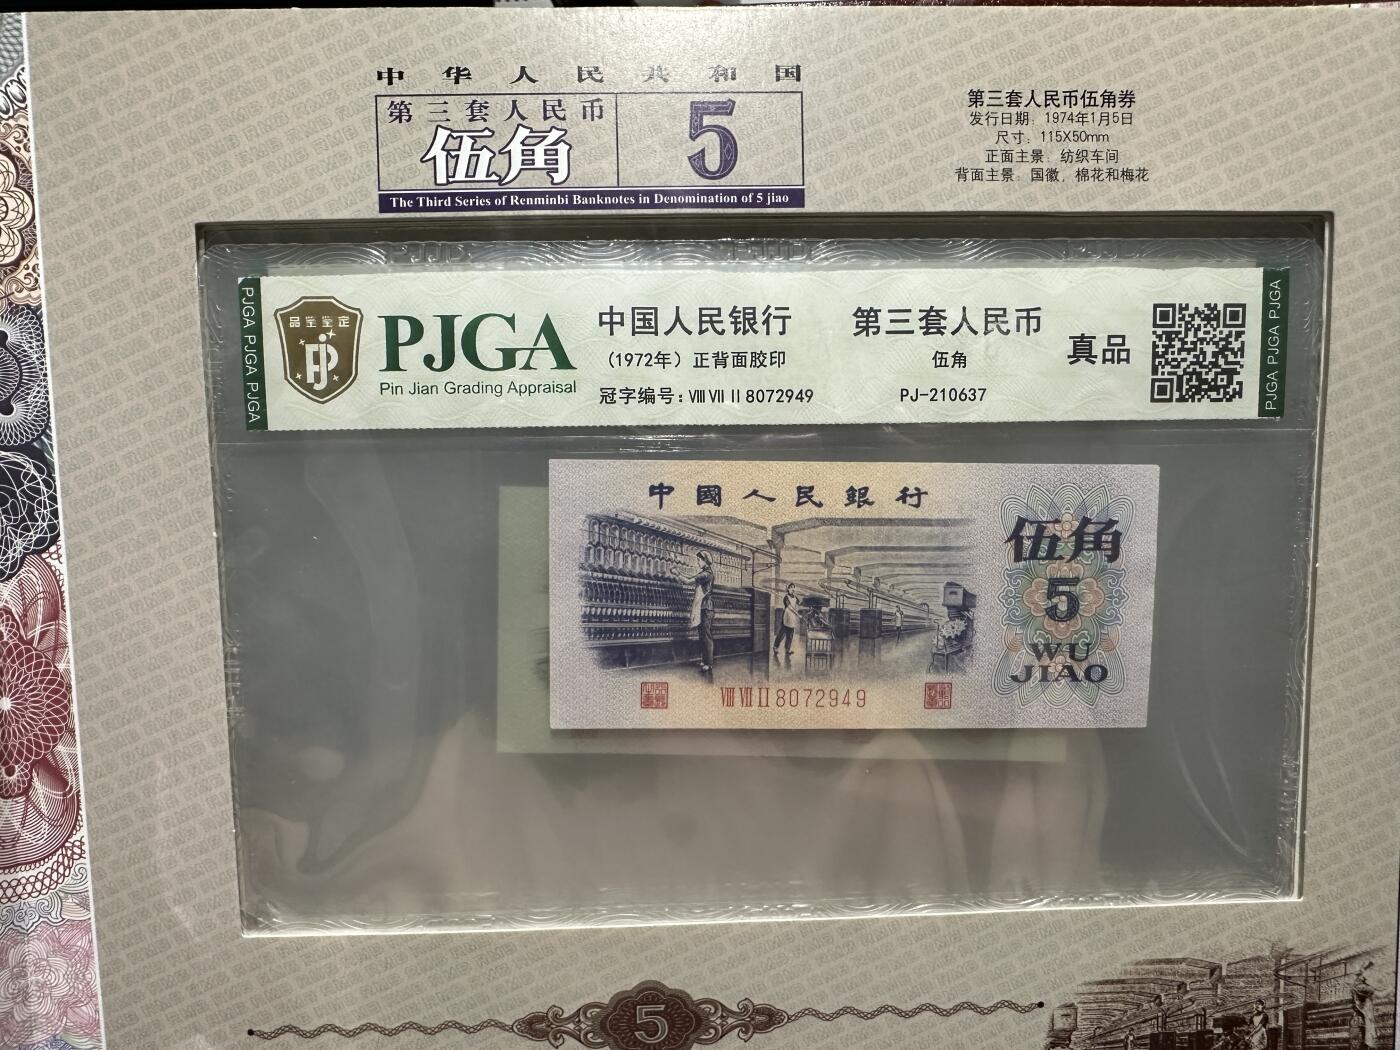 中华人民共和国
第三套人民币
伍角
5
The Third Series of Renminbi Banknotes in Denomination of 5 jiao
第三套人民币伍角券
发行日期：1974年1月5日
尺寸：115X50mm
正面主景：纺织车间
背面主景：国徽，棉花和梅花
PJGA PJGA PJGA
品鉴鉴定
PJ
PJGA
Pin Jian Grading Appraisal
中国人民银行
（1972年）正背面胶印
冠字编号：Ⅷ Ⅶ Ⅱ 8072949
第三套人民币
伍角
PJ-210637
真品
PJGA PJGA PJGA
中國人民銀行
伍角
5
WU
JIAO
Ⅷ Ⅶ Ⅱ 8072949
5